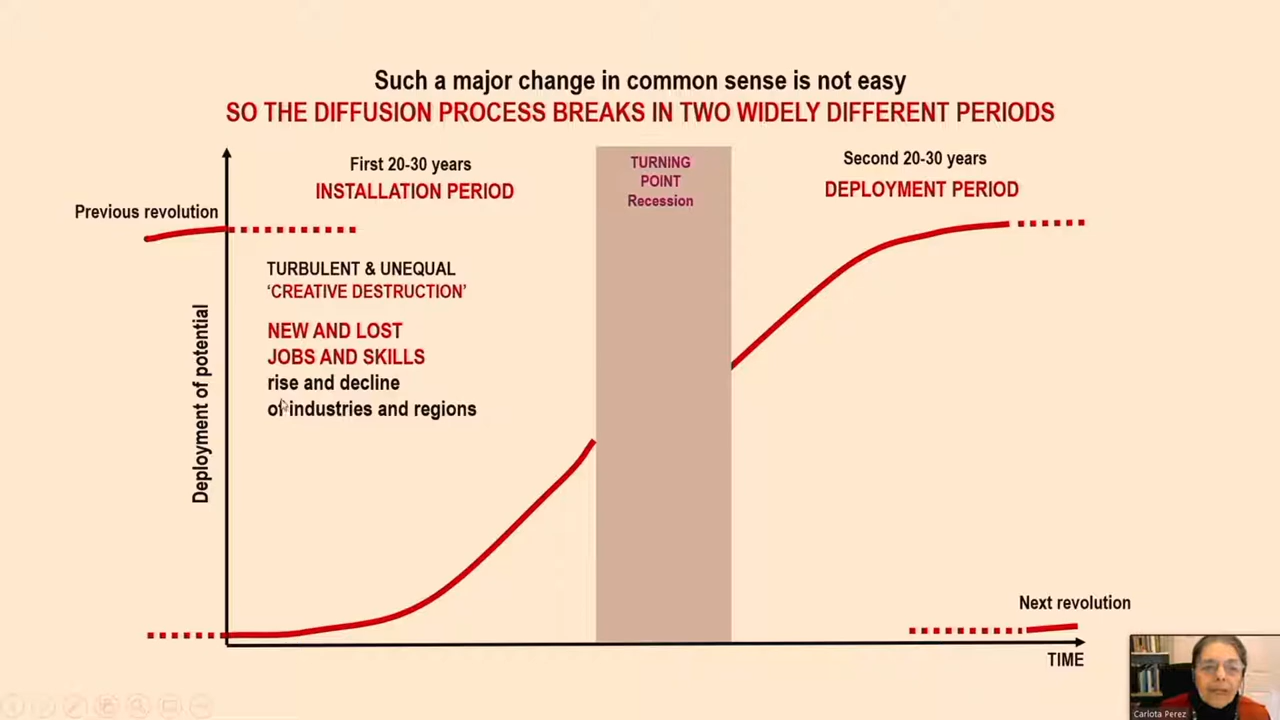 Such a major change in common sense is not easy
SO THE DIFFUSION PROCESS BREAKS IN TWO WIDELY DIFFERENT PERIODS
First 20-30 years
INSTALLATION PERIOD
TURNING
POINT
Recession
Second 20-30 years
DEPLOYMENT PERIOD
Previous revolution
TURBULENT & UNEQUAL
‘CREATIVE DESTRUCTION’
NEW AND LOST
JOBS AND SKILLS
rise and decline
of industries and regions
Deployment of potential
Next revolution
TIME
Carlota Perez